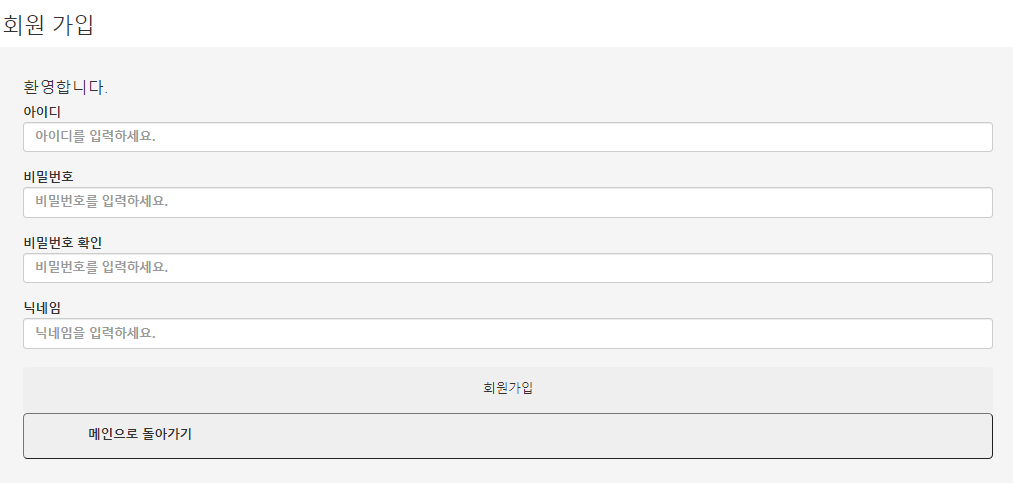 회원 가입
환영합니다.
아이디
아이디를 입력하세요.
비밀번호
비밀번호를 입력하세요.
비밀번호 확인
비밀번호를 입력하세요.
닉네임
닉네임을 입력하세요.
회원가입
메인으로 돌아가기